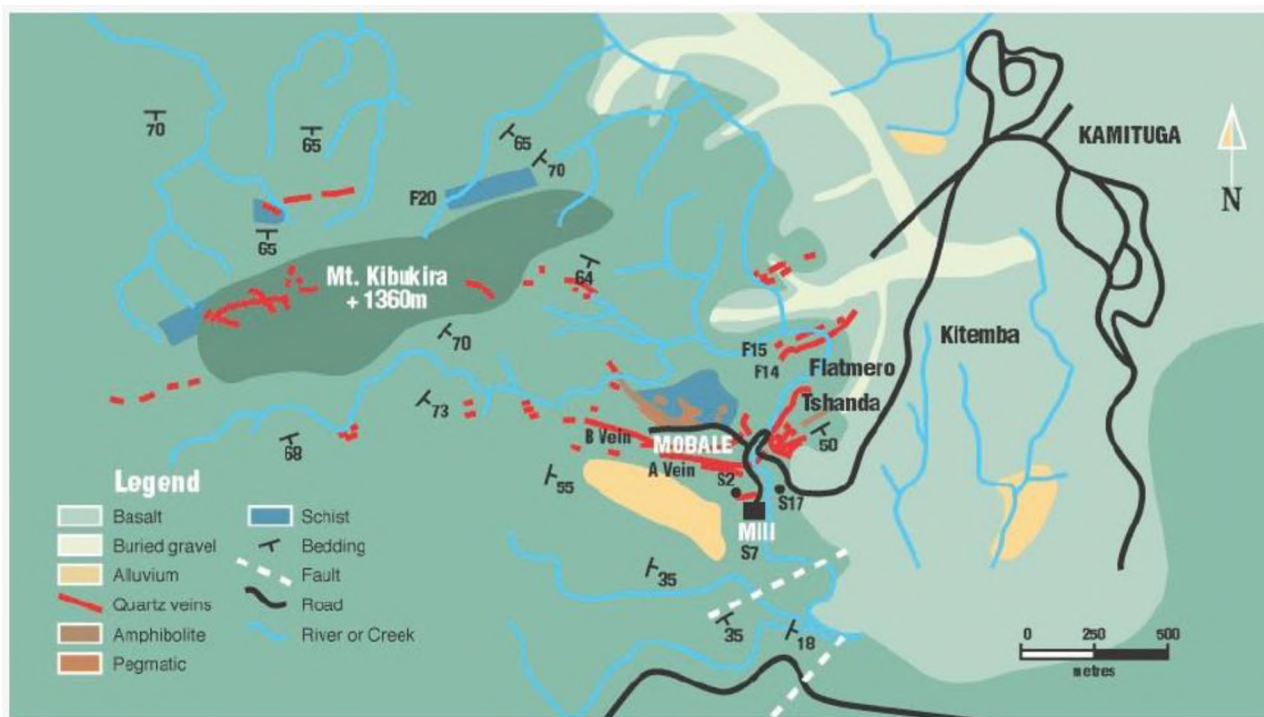 70
65
65
70
KAMITUGA
N
F20
65
64
Mt. Kibukira
+ 1360m
70
F15
F14
Flatmero
Kitemba
Tshanda
73
B Vein
MOBALE
50
68
A Vein
55
S2
S17
Mill
S7
35
35
18
Legend
Basalt
Buried gravel
Alluvium
Quartz veins
Amphibolite
Pegmatic
Schist
Bedding
Fault
Road
River or Creek
0 250 500
metres